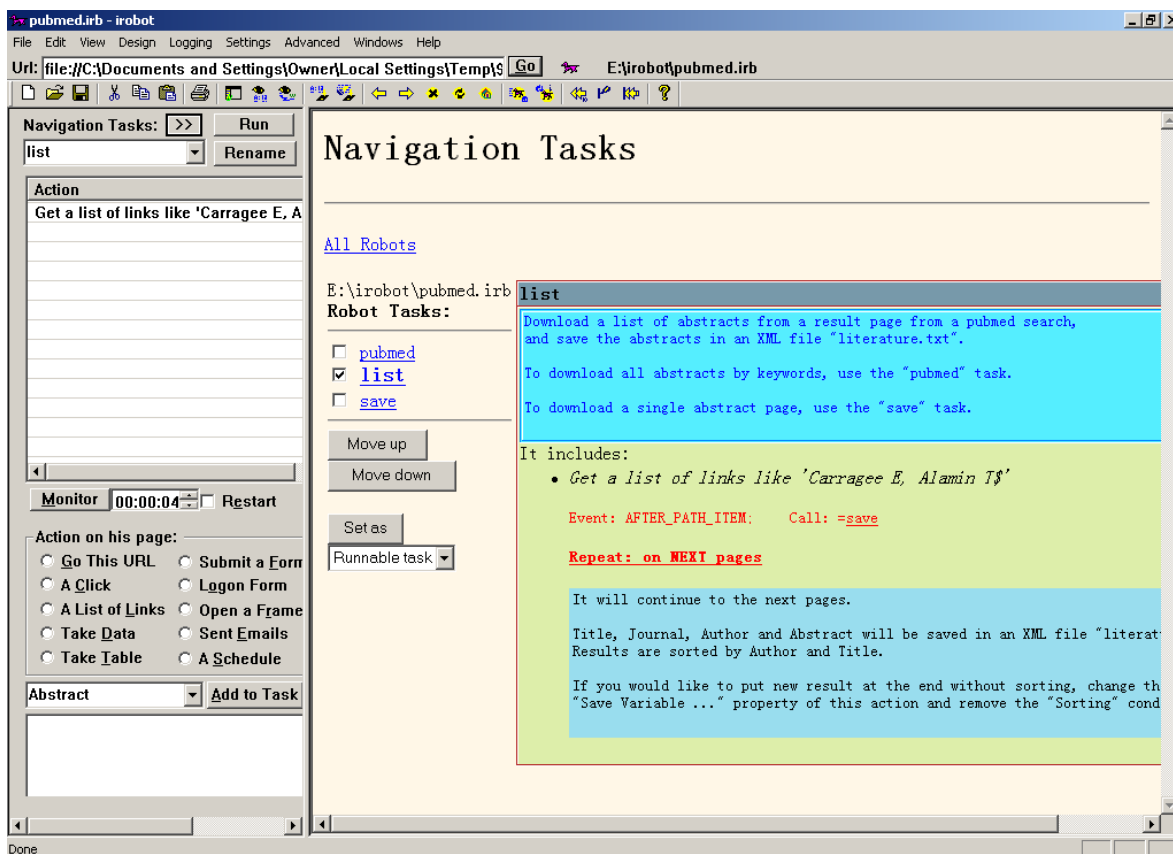 pubmed.irb - irobot
File Edit View Design Logging Settings Advanced Windows Help
Url: file://C:\Documents and Settings\Owner\Local Settings\Temp\9 Go E:\irobot\pubmed.irb
Navigation Tasks: >> Run
list Rename
Action
Get a list of links like 'Carragee E, A
Monitor 00:00:04 Restart
Action on his page:
Go This URL Submit a Form
A Click Logon Form
A List of Links Open a Frame
Take Data Sent Emails
Take Table A Schedule
Abstract Add to Task
Navigation Tasks
All Robots
E:\irobot\pubmed.irb
Robot Tasks:
pubmed
list
save
Move up
Move down
Set as
Runnable task
list
Download a list of abstracts from a result page from a pubmed search,
and save the abstracts in an XML file "literature.txt".
To download all abstracts by keywords, use the "pubmed" task.
To download a single abstract page, use the "save" task.
It includes:
• Get a list of links like 'Carragee E, Alamin T$'
Event: AFTER_PATH_ITEM; Call: =save
Repeat: on NEXT pages
It will continue to the next pages.
Title, Journal, Author and Abstract will be saved in an XML file "literat
Results are sorted by Author and Title.
If you would like to put new result at the end without sorting, change th
"Save Variable ..." property of this action and remove the "Sorting" cond
Done